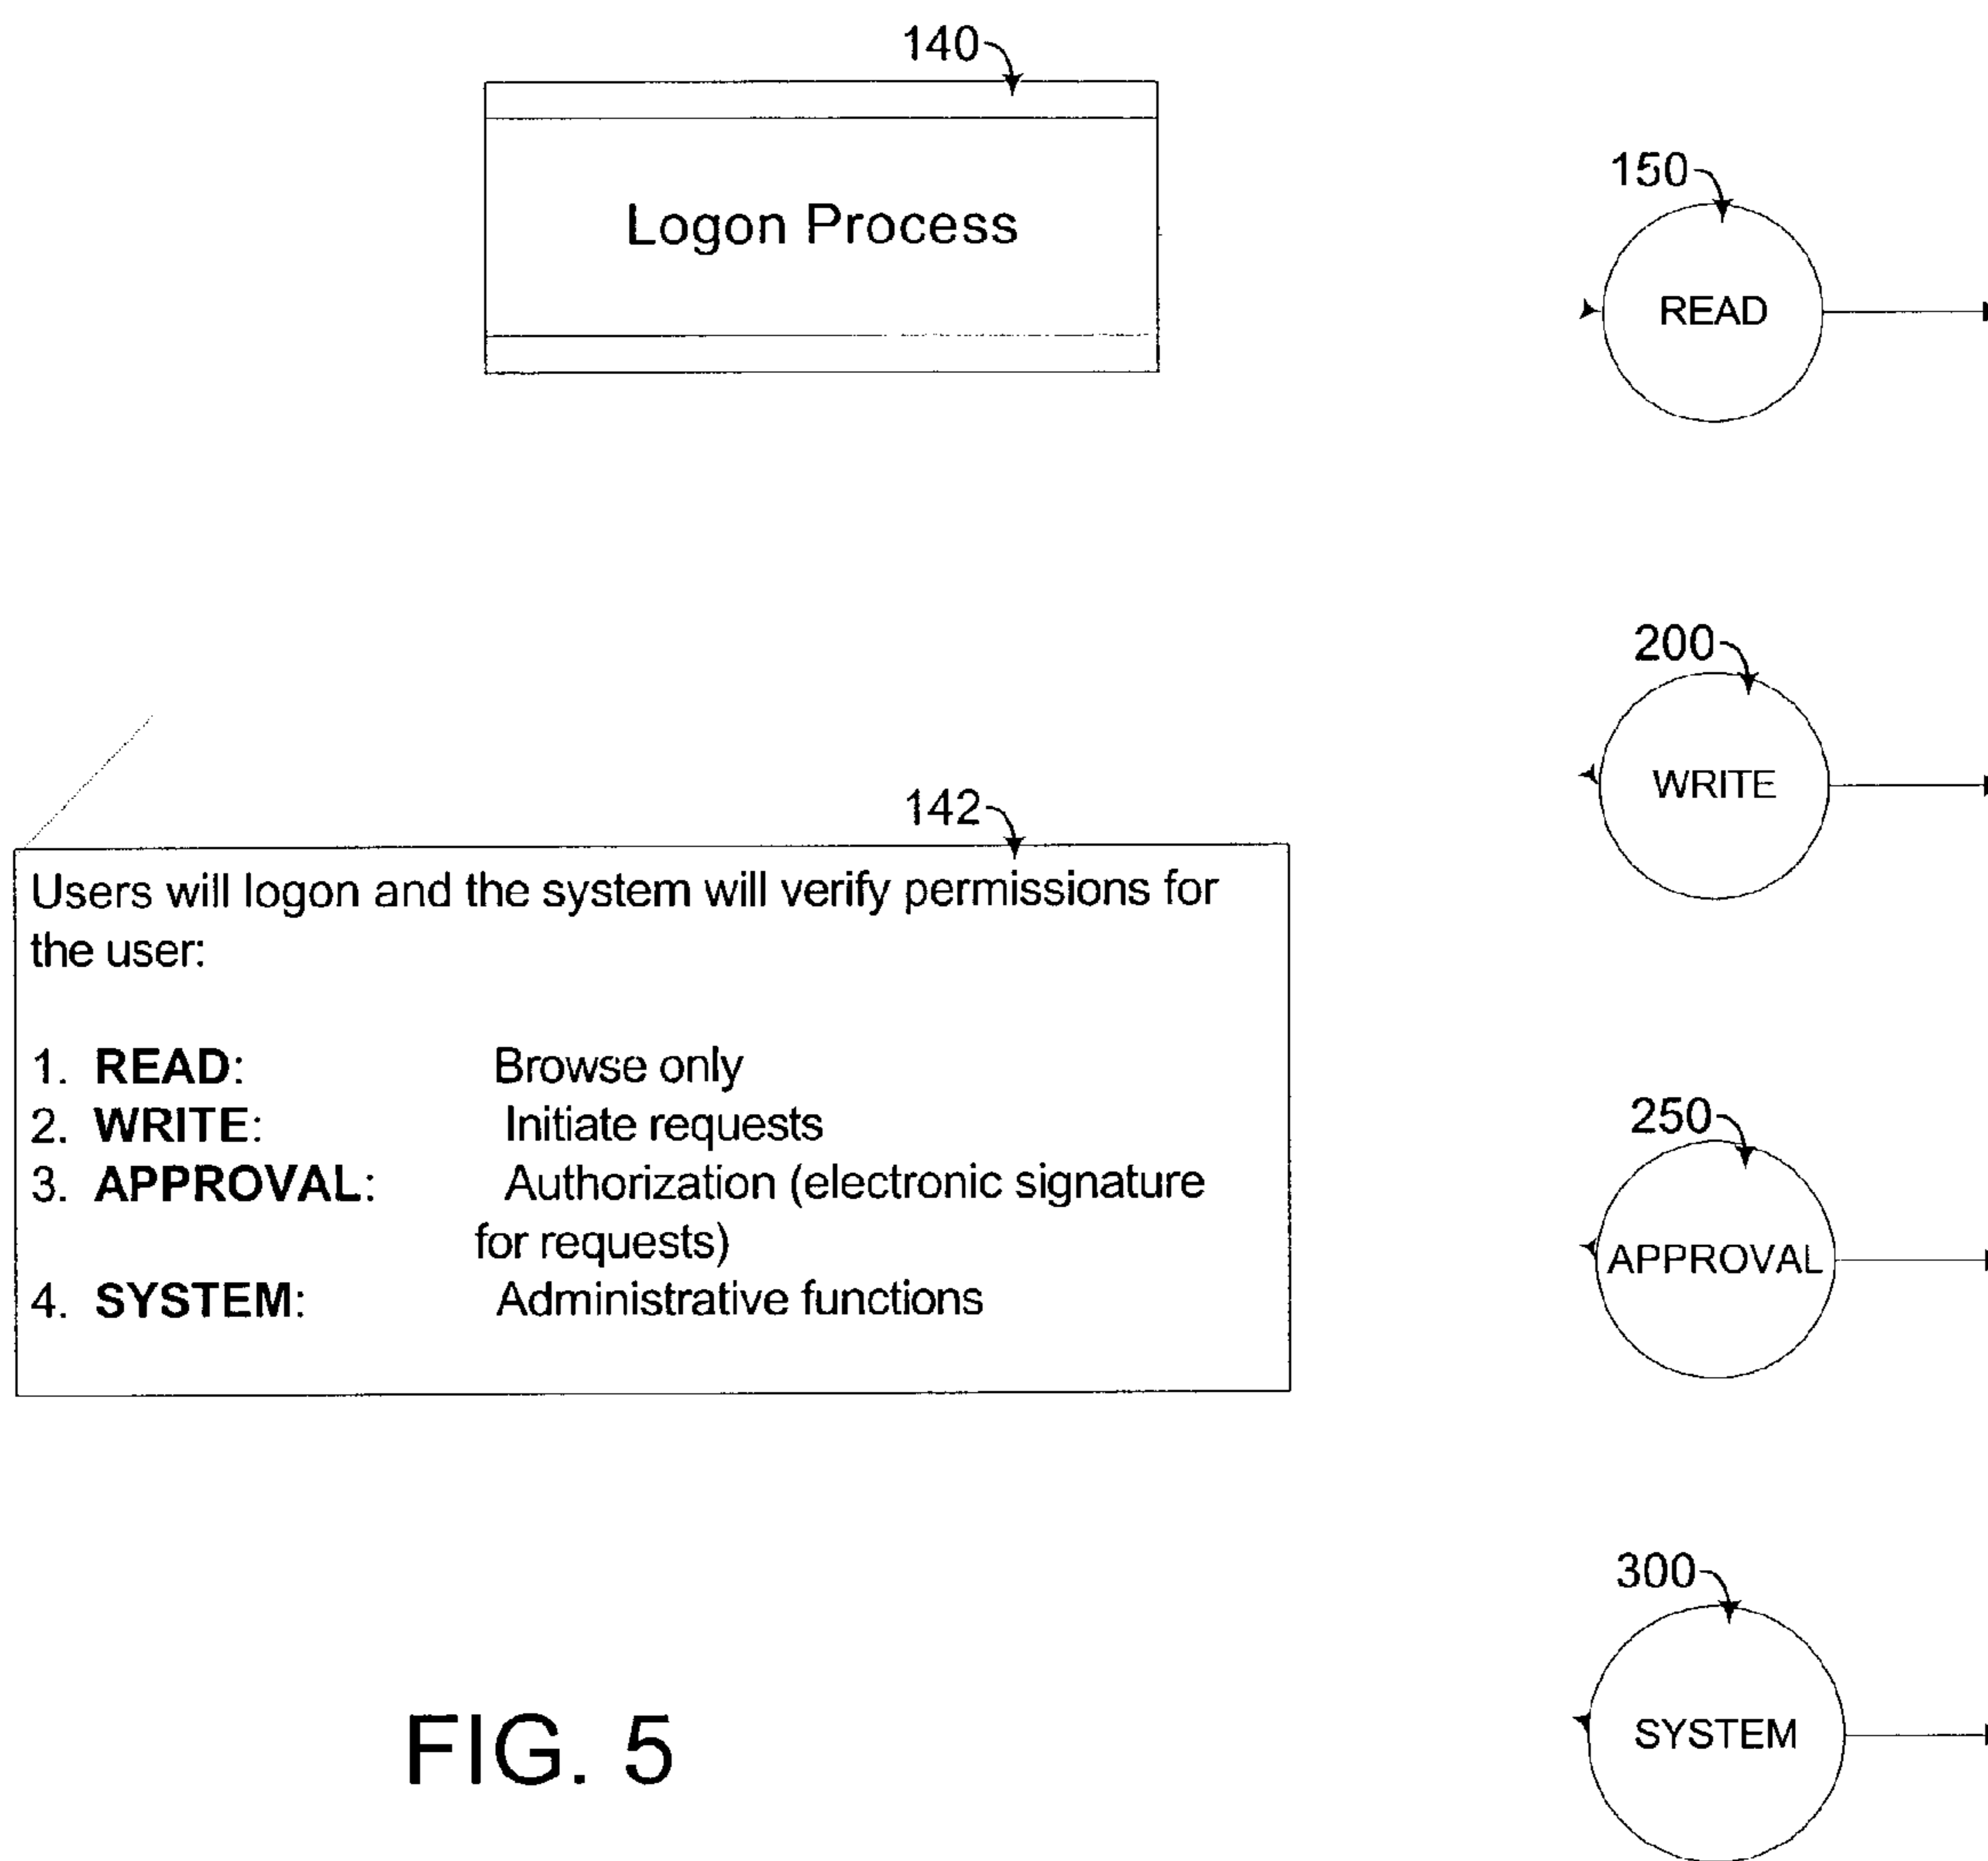 140
Logon Process
150
READ
200
WRITE
142
Users will logon and the system will verify permissions for
the user:
1. READ: Browse only
2. WRITE: Initiate requests
3. APPROVAL: Authorization (electronic signature
for requests)
4. SYSTEM: Administrative functions
250
APPROVAL
300
SYSTEM
FIG. 5